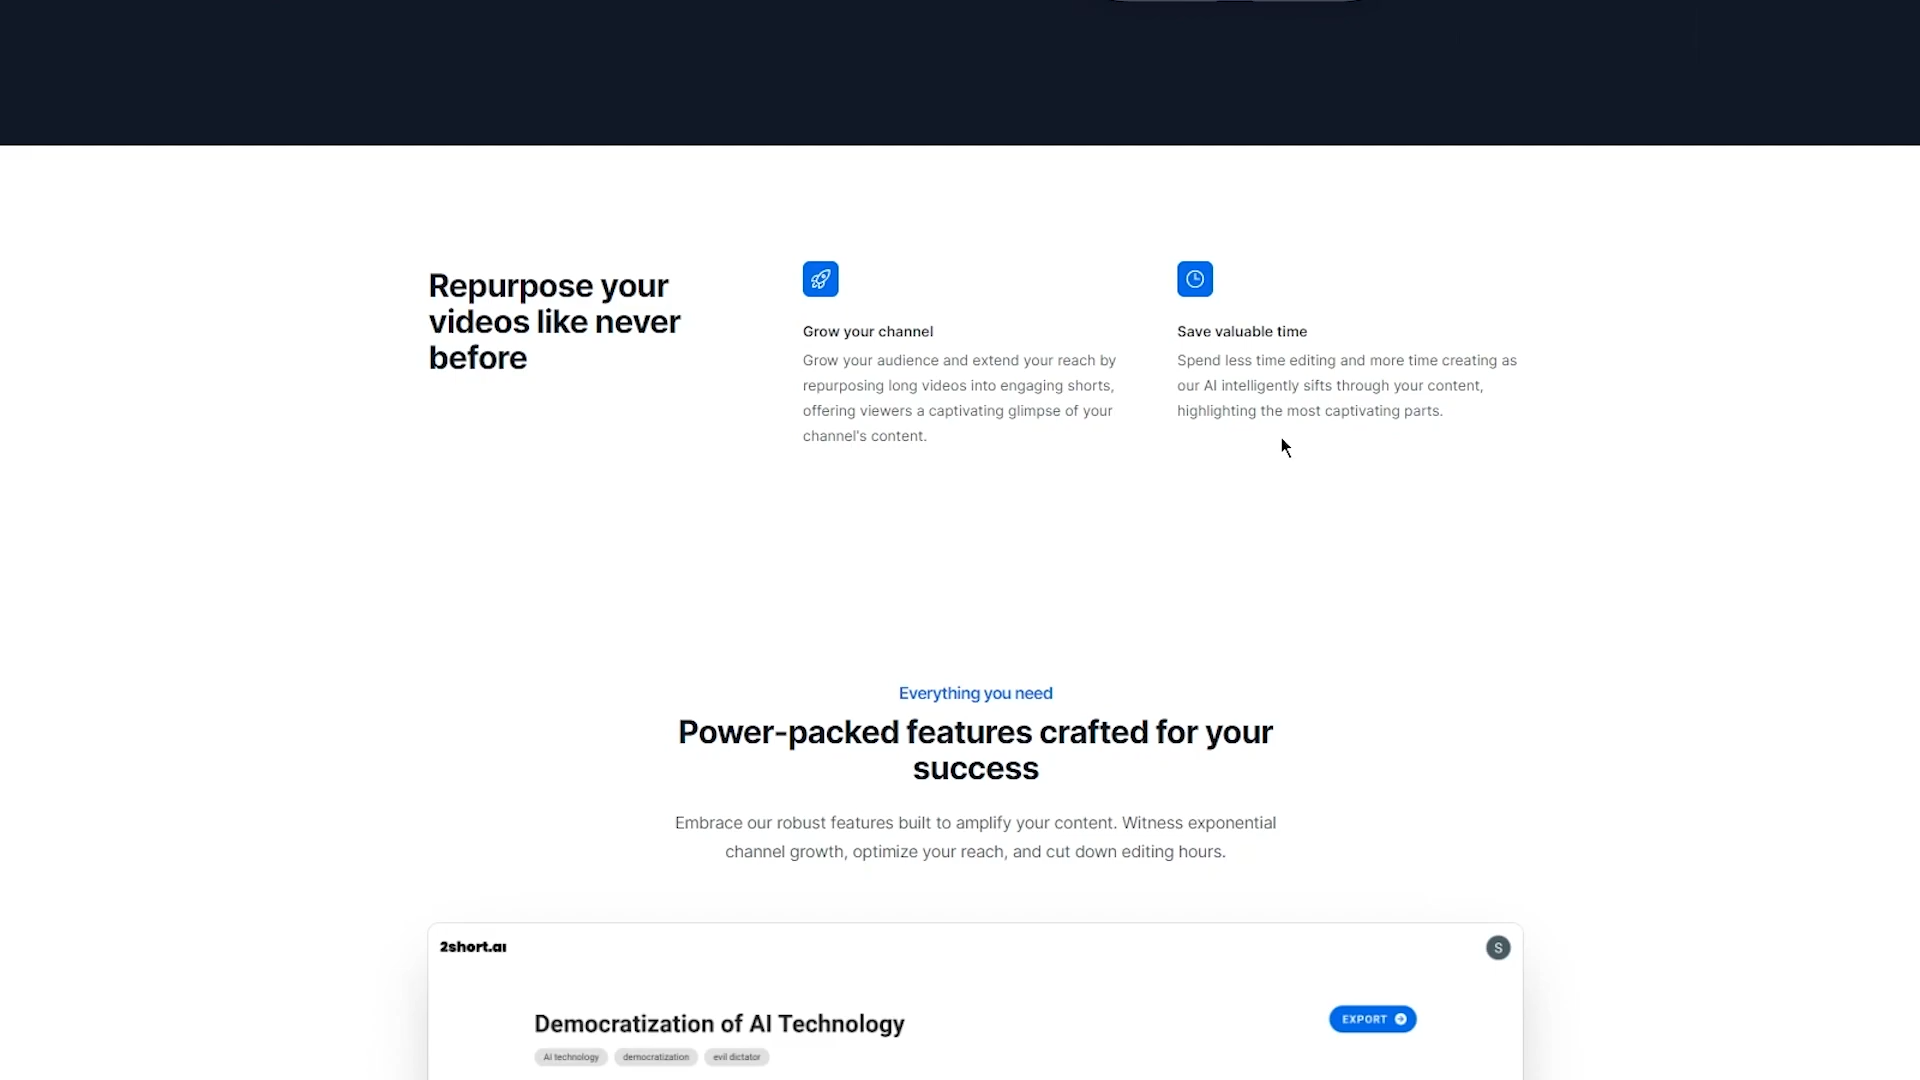 Repurpose your
videos like never
before
Grow your channel
Grow your audience and extend your reach by
repurposing long videos into engaging shorts,
offering viewers a captivating glimpse of your
channel's content.
Save valuable time
Spend less time editing and more time creating as
our AI intelligently sifts through your content,
highlighting the most captivating parts.
Everything you need
Power-packed features crafted for your
success
Embrace our robust features built to amplify your content. Witness exponential
channel growth, optimize your reach, and cut down editing hours.
2short.ai
S
Democratization of AI Technology
EXPORT
AI technology democratization evil dictator